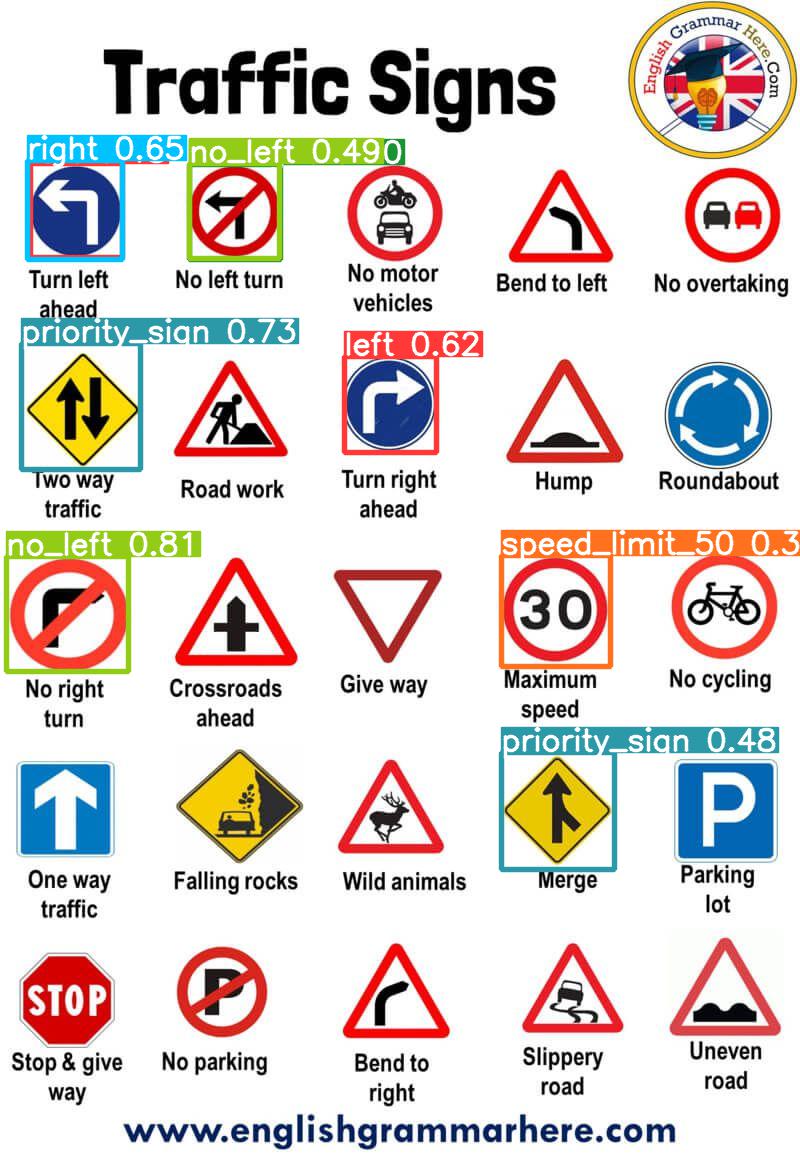 Traffic Signs
English Grammar Here.Com
right 0.65
no_left 0.490
Turn left
ahead
No left turn
No motor
vehicles
Bend to left
No overtaking
priority_sign 0.73
left 0.62
Two way
traffic
Road work
Turn right
ahead
Hump
Roundabout
no_left 0.81
speed_limit_50 0.3
30
No right
turn
Crossroads
ahead
Give way
Maximum
speed
No cycling
priority_sign 0.48
P
One way
traffic
Falling rocks
Wild animals
Merge
Parking
lot
STOP
P
Stop & give
way
No parking
Bend to
right
Slippery
road
Uneven
road
www.englishgrammarhere.com